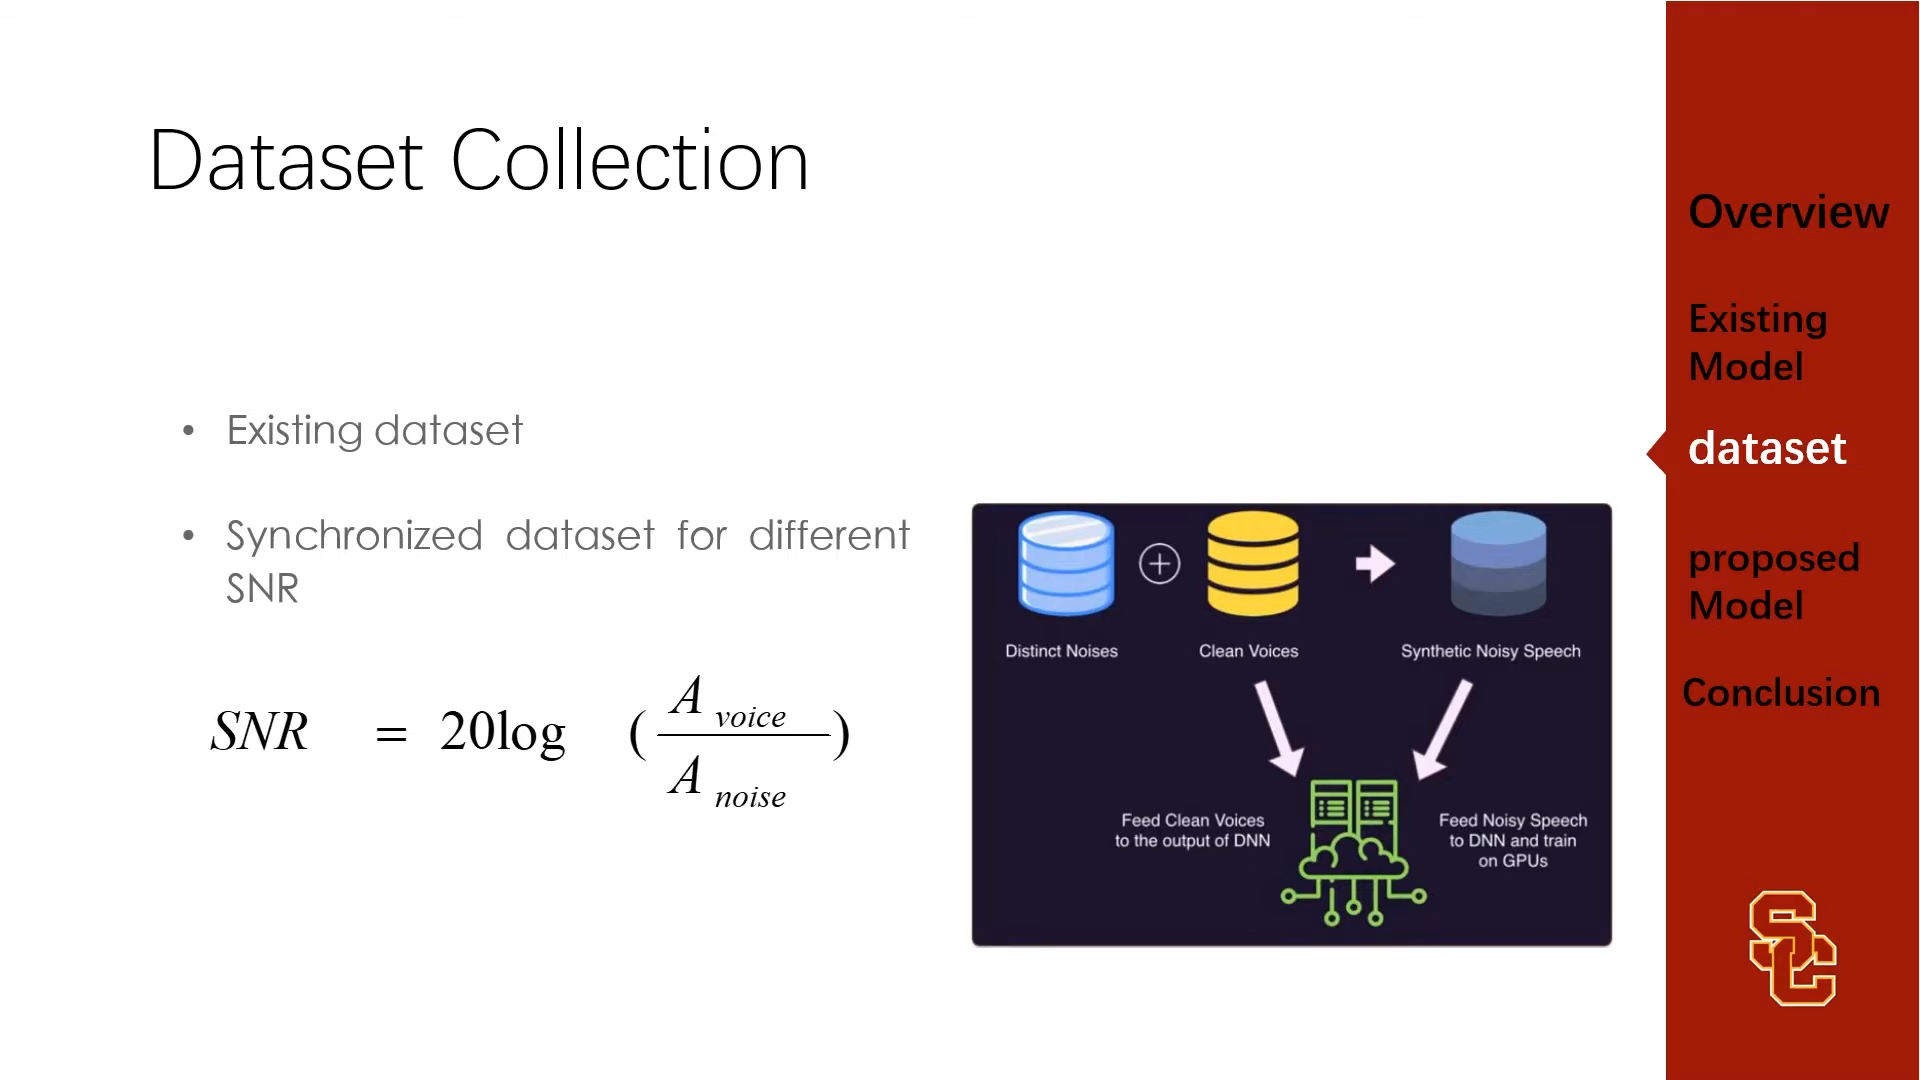 Dataset Collection
• Existing dataset
• Synchronized dataset for different
SNR
SNR = 20log ( A voice / A noise )
Distinct Noises
Clean Voices
Synthetic Noisy Speech
Feed Clean Voices
to the output of DNN
Feed Noisy Speech
to DNN and train
on GPUs
Overview
Existing
Model
dataset
proposed
Model
Conclusion
SC